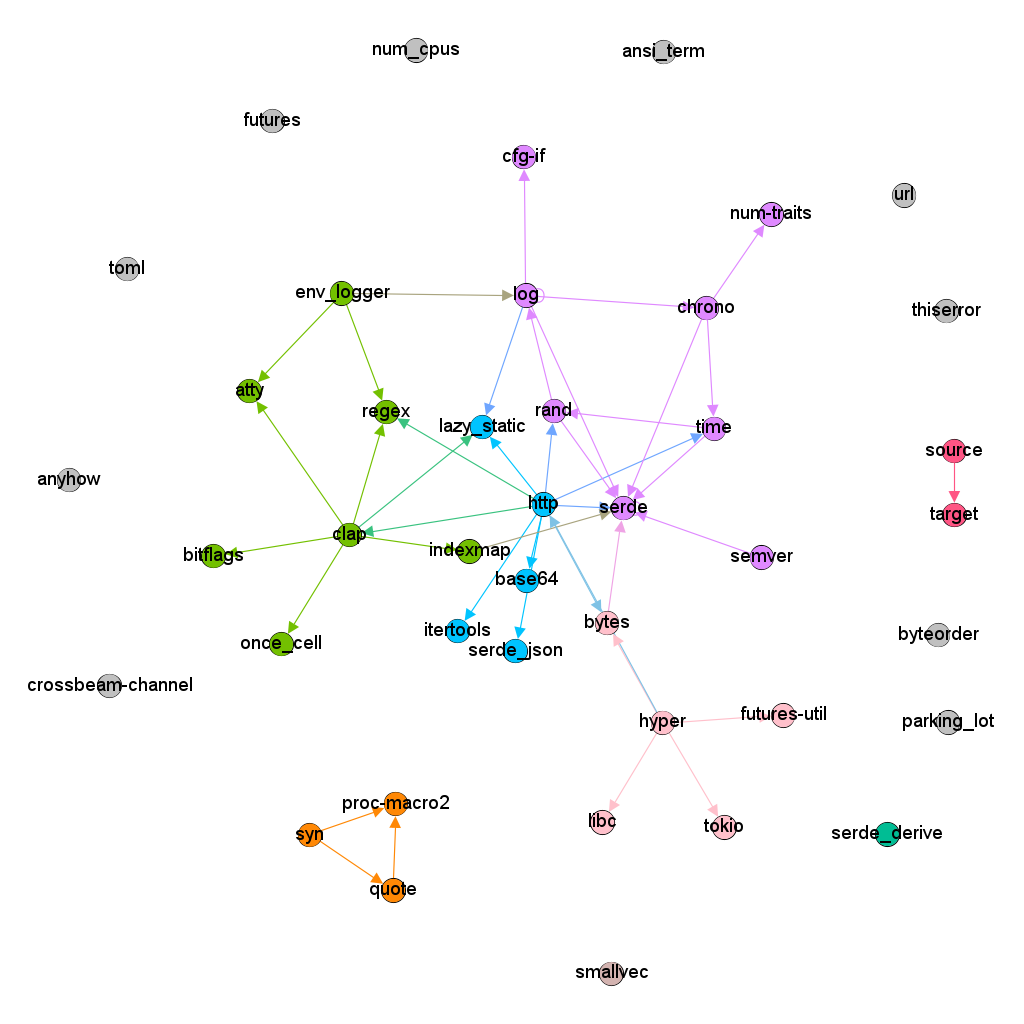 num_cpus
ansi_term
futures
cfg-if
url
num-traits
toml
env_logger
log
chrono
thiserror
atty
regex
lazy_static
rand
time
source
anyhow
http
serde
target
clap
bitflags
indexmap
semver
base64
bytes
itertools
byteorder
once_cell
serde_json
crossbeam-channel
hyper
futures-util
parking_lot
proc-macro2
libc
tokio
syn
serde_derive
quote
smallvec